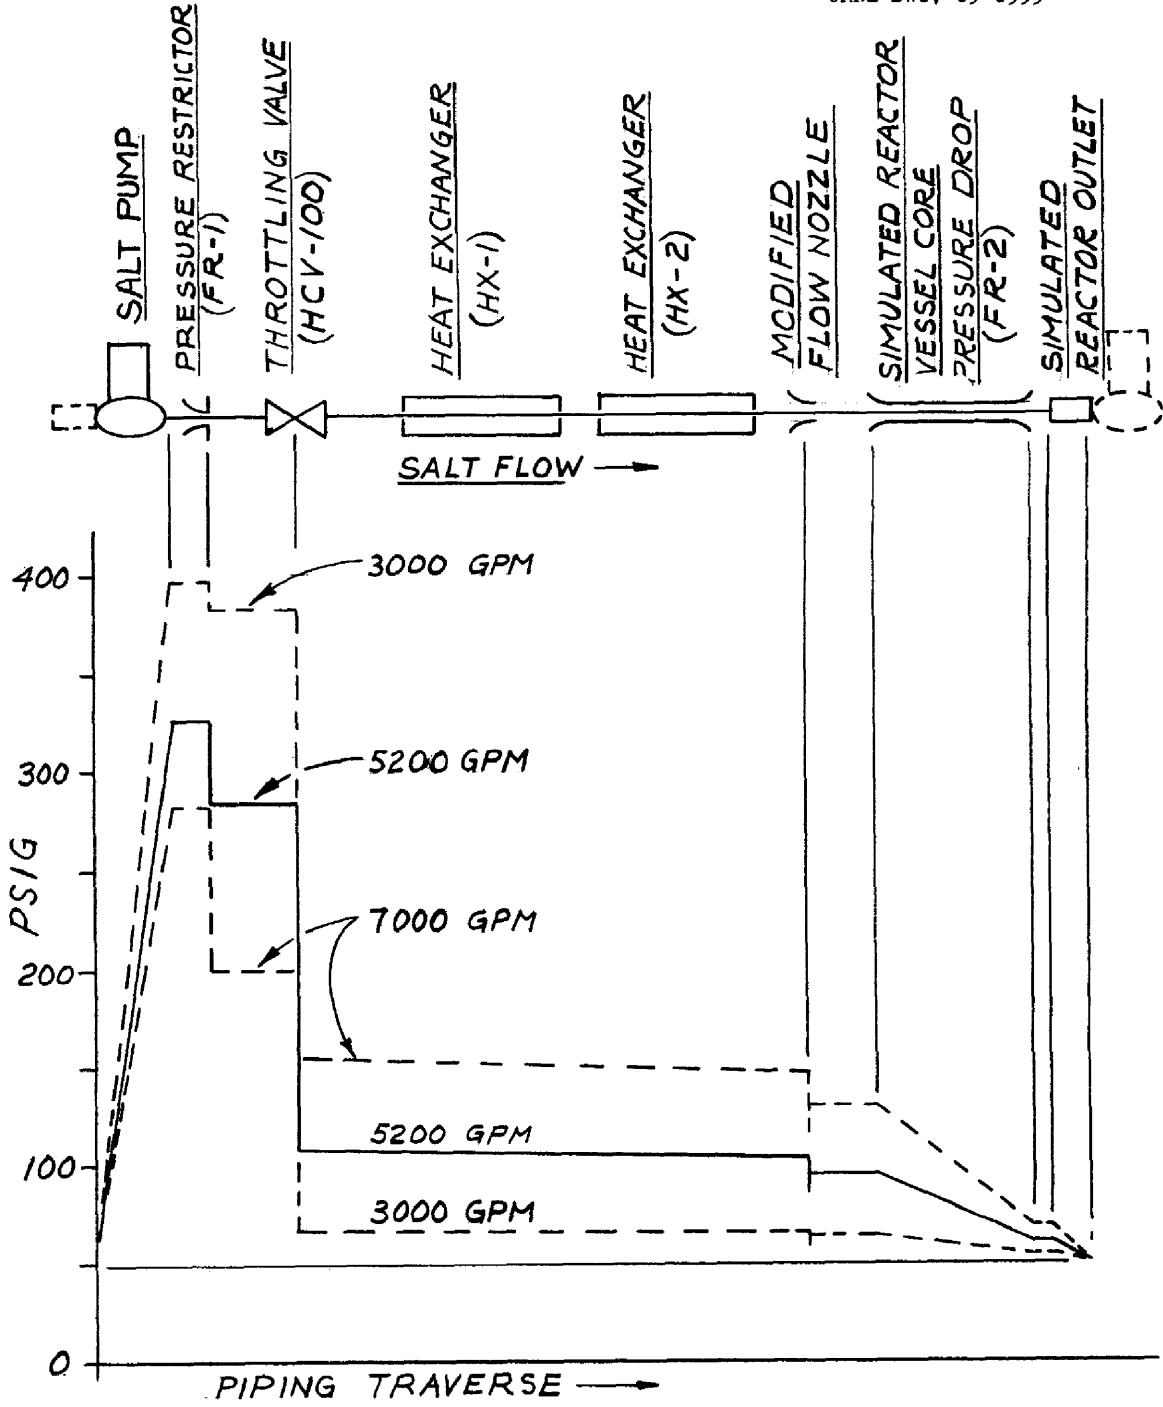 SALT PUMP
PRESSURE RESTRICTOR
(FR-1)
THROTTLING VALVE
(HCV-100)
HEAT EXCHANGER
(HX-1)
HEAT EXCHANGER
(HX-2)
MODIFIED
FLOW NOZZLE
SIMULATED REACTOR
VESSEL CORE
PRESSURE DROP
(FR-2)
SIMULATED
REACTOR OUTLET
SALT FLOW
400
3000 GPM
300
5200 GPM
PSIG
7000 GPM
200
5200 GPM
100
3000 GPM
0
PIPING TRAVERSE